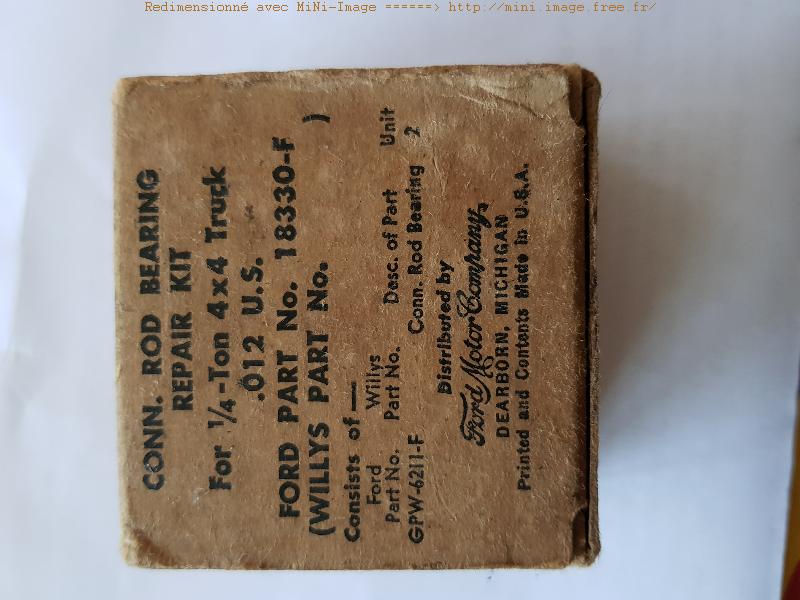 Redimensionné avec MiNi-Image ======> http://mini.image.free.fr/
CONN. ROD BEARING
REPAIR KIT
For 1/4-Ton 4x4 Truck
.012 U.S.
FORD PART No. 18330-F
(WILLYS PART No. )
Consists of—
Ford Willys
Part No. Part No. Desc. of Part Unit
GPW-6211-F Conn. Rod Bearing 2
Distributed by
Ford Motor Company,
DEARBORN, MICHIGAN
Printed and Contents Made in U.S.A.